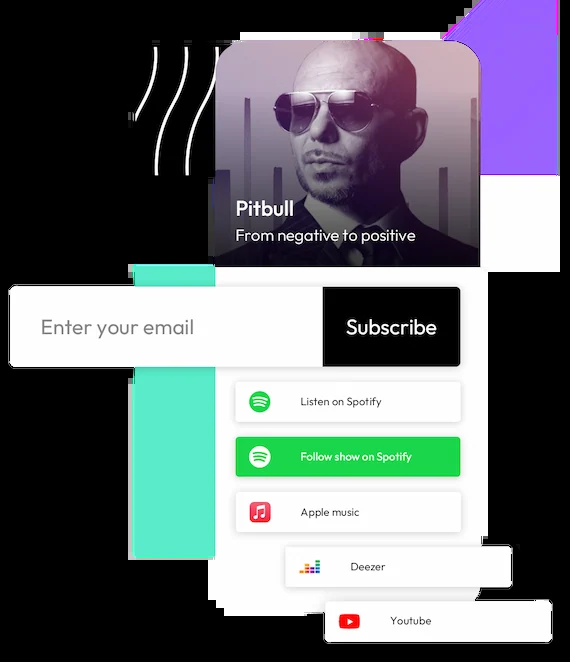 Pitbull
From negative to positive
Enter your email
Subscribe
Listen on Spotify
Follow show on Spotify
Apple music
Deezer
Youtube